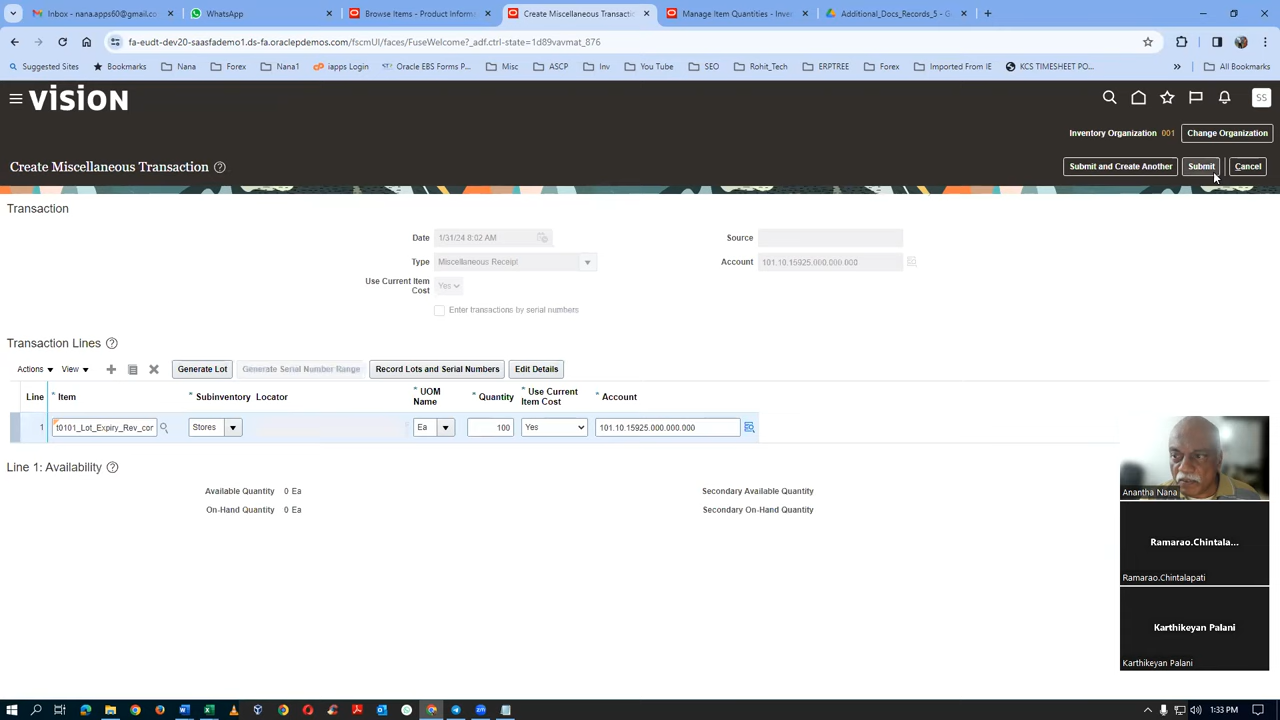 Inbox - nana.apps60@gmail.co
WhatsApp
Browse Items - Product Informa
Create Miscellaneous Transactio
Manage Item Quantities - Invent
Additional_Docs_Records_5 - G
fa-eudt-dev20-saasfademo1.ds-fa.oraclepdemos.com/fscmUI/faces/FuseWelcome?_adf.ctrl-state=1d89vavmat_876
Suggested Sites
Bookmarks
Nana
Forex
Nana1
iapps Login
Oracle EBS Forms P...
Misc
ASCP
Inv
You Tube
SEO
Rohit_Tech
ERPTREE
Forex
Imported From IE
KCS TIMESHEET PO...
»
All Bookmarks
VISION
SS
Inventory Organization 001
Change Organization
Create Miscellaneous Transaction
Submit and Create Another
Submit
Cancel
Transaction
Date 1/31/24 8:02 AM
Source
Type Miscellaneous Receipt
Account 101.10.15925.000.000.000
Use Current Item
Cost
Yes
Enter transactions by serial numbers
Transaction Lines
Actions
View
Generate Lot
Generate Serial Number Range
Record Lots and Serial Numbers
Edit Details
Line * Item * Subinventory Locator * UOM Name * Quantity * Use Current Item Cost * Account
1 t0101_Lot_Expiry_Rev_cor Stores Ea 100 Yes 101.10.15925.000.000.000
Line 1: Availability
Available Quantity 0 Ea
Secondary Available Quantity
On-Hand Quantity 0 Ea
Secondary On-Hand Quantity
Anantha Nana
Ramarao.Chintala...
Ramarao.Chintalapati
Karthikeyan Palani
Karthikeyan Palani
1:33 PM